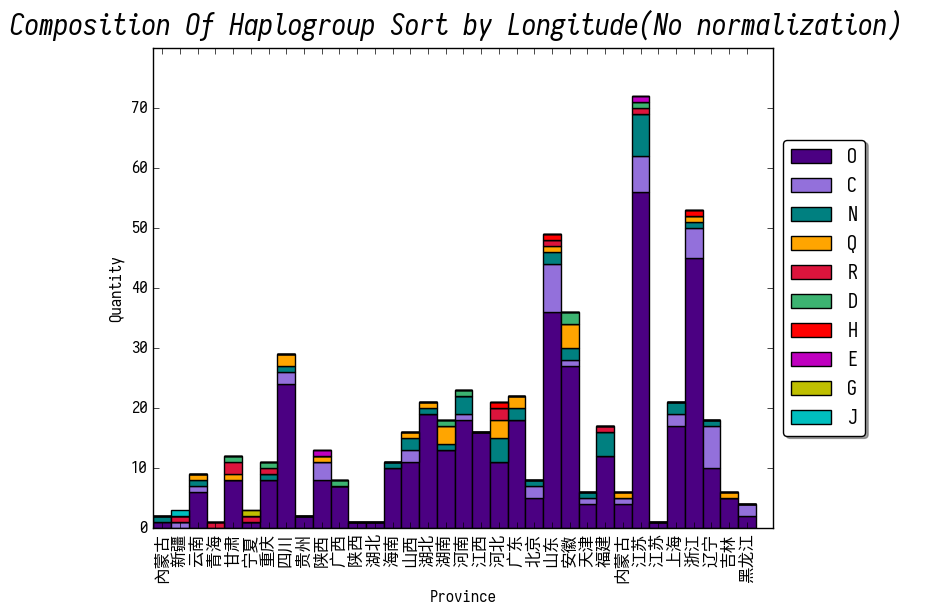 Composition Of Haplogroup Sort by Longitude(No normalization)
70
60
50
40
30
20
10
0
Quantity
O
C
N
Q
R
D
H
E
G
J
内蒙古
新疆
云南
青海
甘肃
宁夏
重庆
四川
贵州
陕西
广西
陕西
湖北
海南
山西
湖北
湖南
河南
江西
河北
广东
北京
山东
安徽
天津
福建
内蒙古
江苏
江苏
上海
浙江
辽宁
吉林
黑龙江
Province